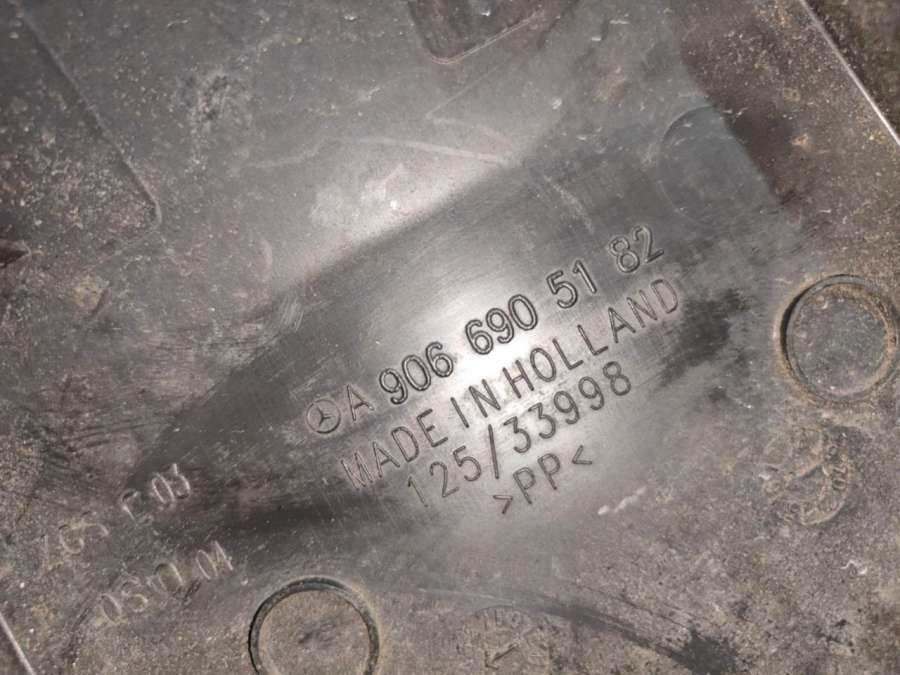 A 906 690 51 82
MADE IN HOLLAND
125/33998
>PP<